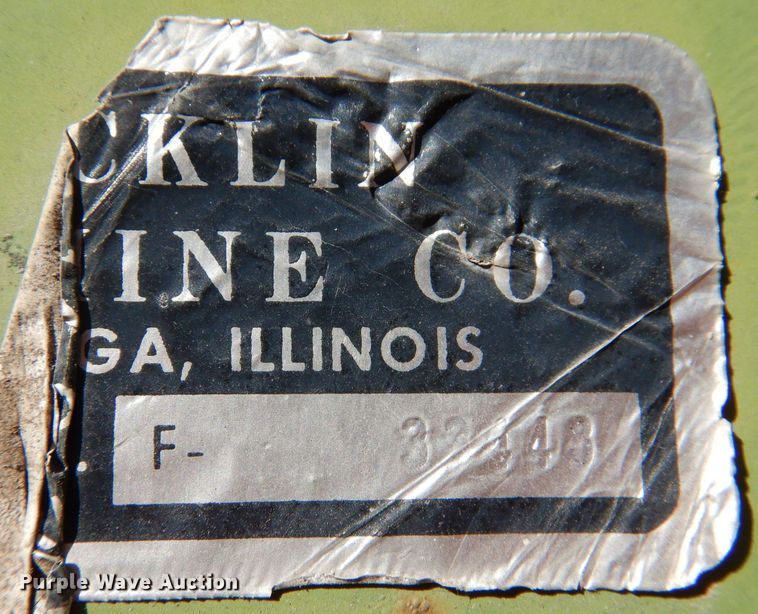 CKLIN
INE CO.
GA, ILLINOIS
F-
Purple Wave Auction